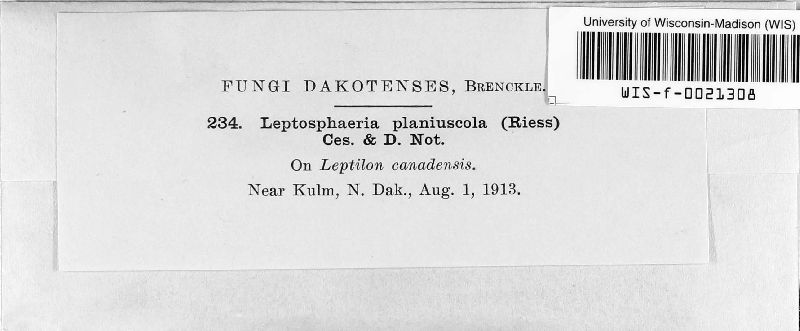 University of Wisconsin-Madison (WIS)
WIS-f-0021308
FUNGI DAKOTENSES, BRENCKLE.
234. Leptosphaeria planiuscola (Riess)
Ces. & D. Not.
On Leptilon canadensis.
Near Kulm, N. Dak., Aug. 1, 1913.